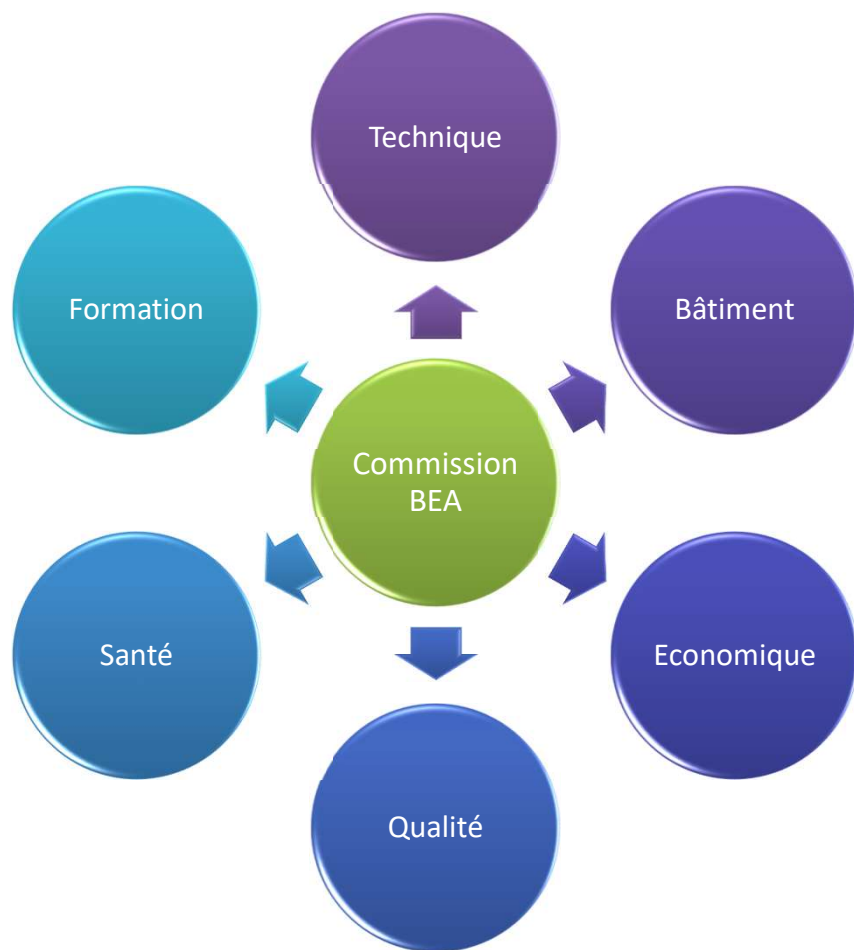 Technique
Formation
Bâtiment
Commission
BEA
Santé
Economique
Qualité